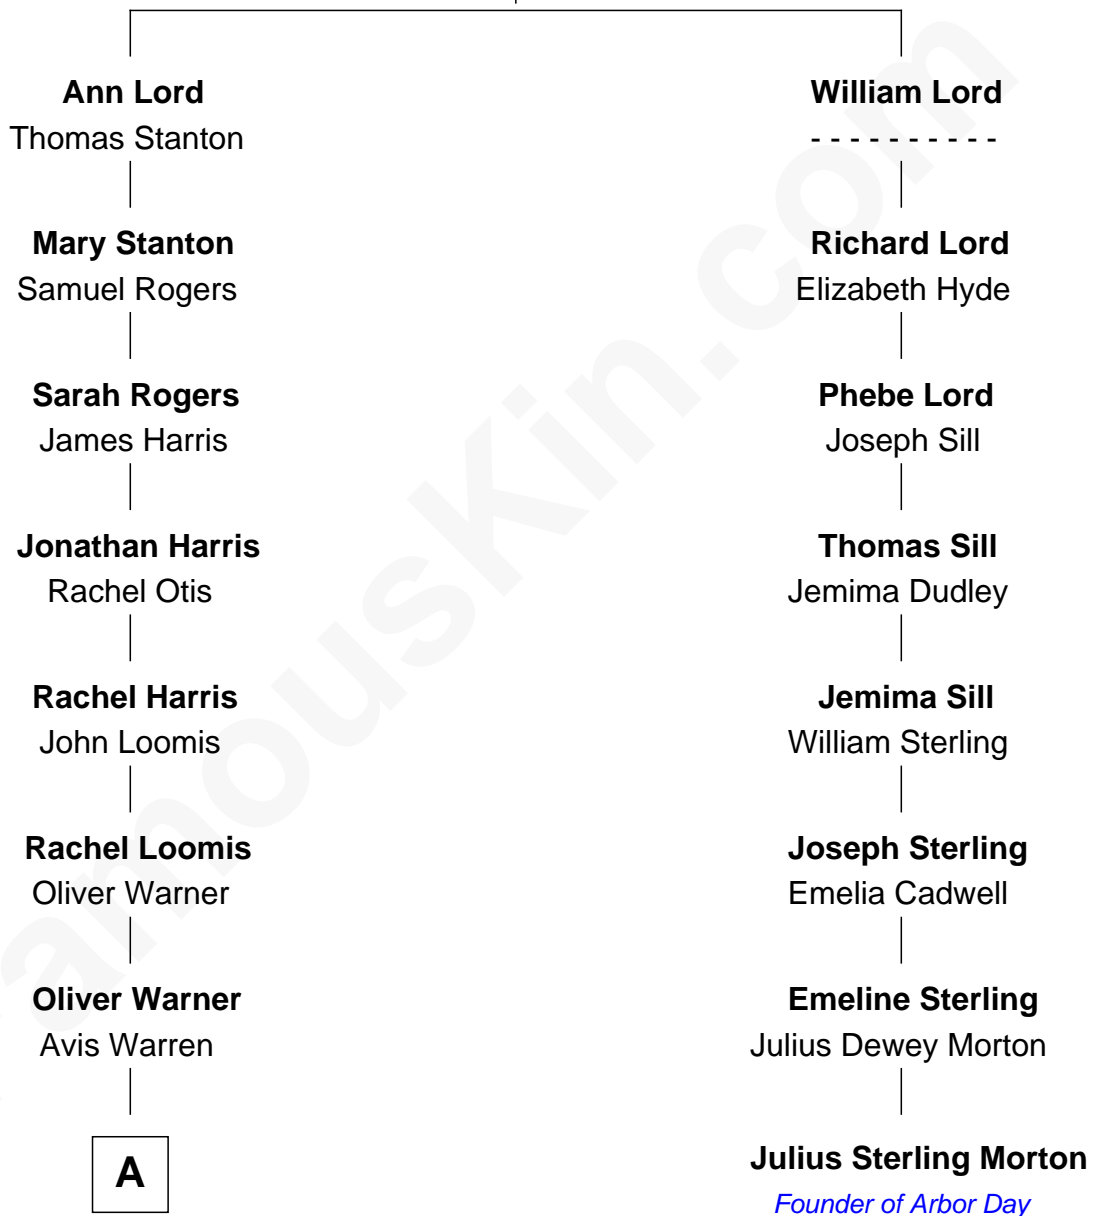 Ann Lord
Thomas Stanton
William Lord
- - - - - - - - - -
Mary Stanton
Samuel Rogers
Richard Lord
Elizabeth Hyde
Sarah Rogers
James Harris
Phebe Lord
Joseph Sill
Jonathan Harris
Rachel Otis
Thomas Sill
Jemima Dudley
Rachel Harris
John Loomis
Jemima Sill
William Sterling
Rachel Loomis
Oliver Warner
Joseph Sterling
Emelia Cadwell
Oliver Warner
Avis Warren
Emeline Sterling
Julius Dewey Morton
A
Julius Sterling Morton
Founder of Arbor Day
amousKin.com